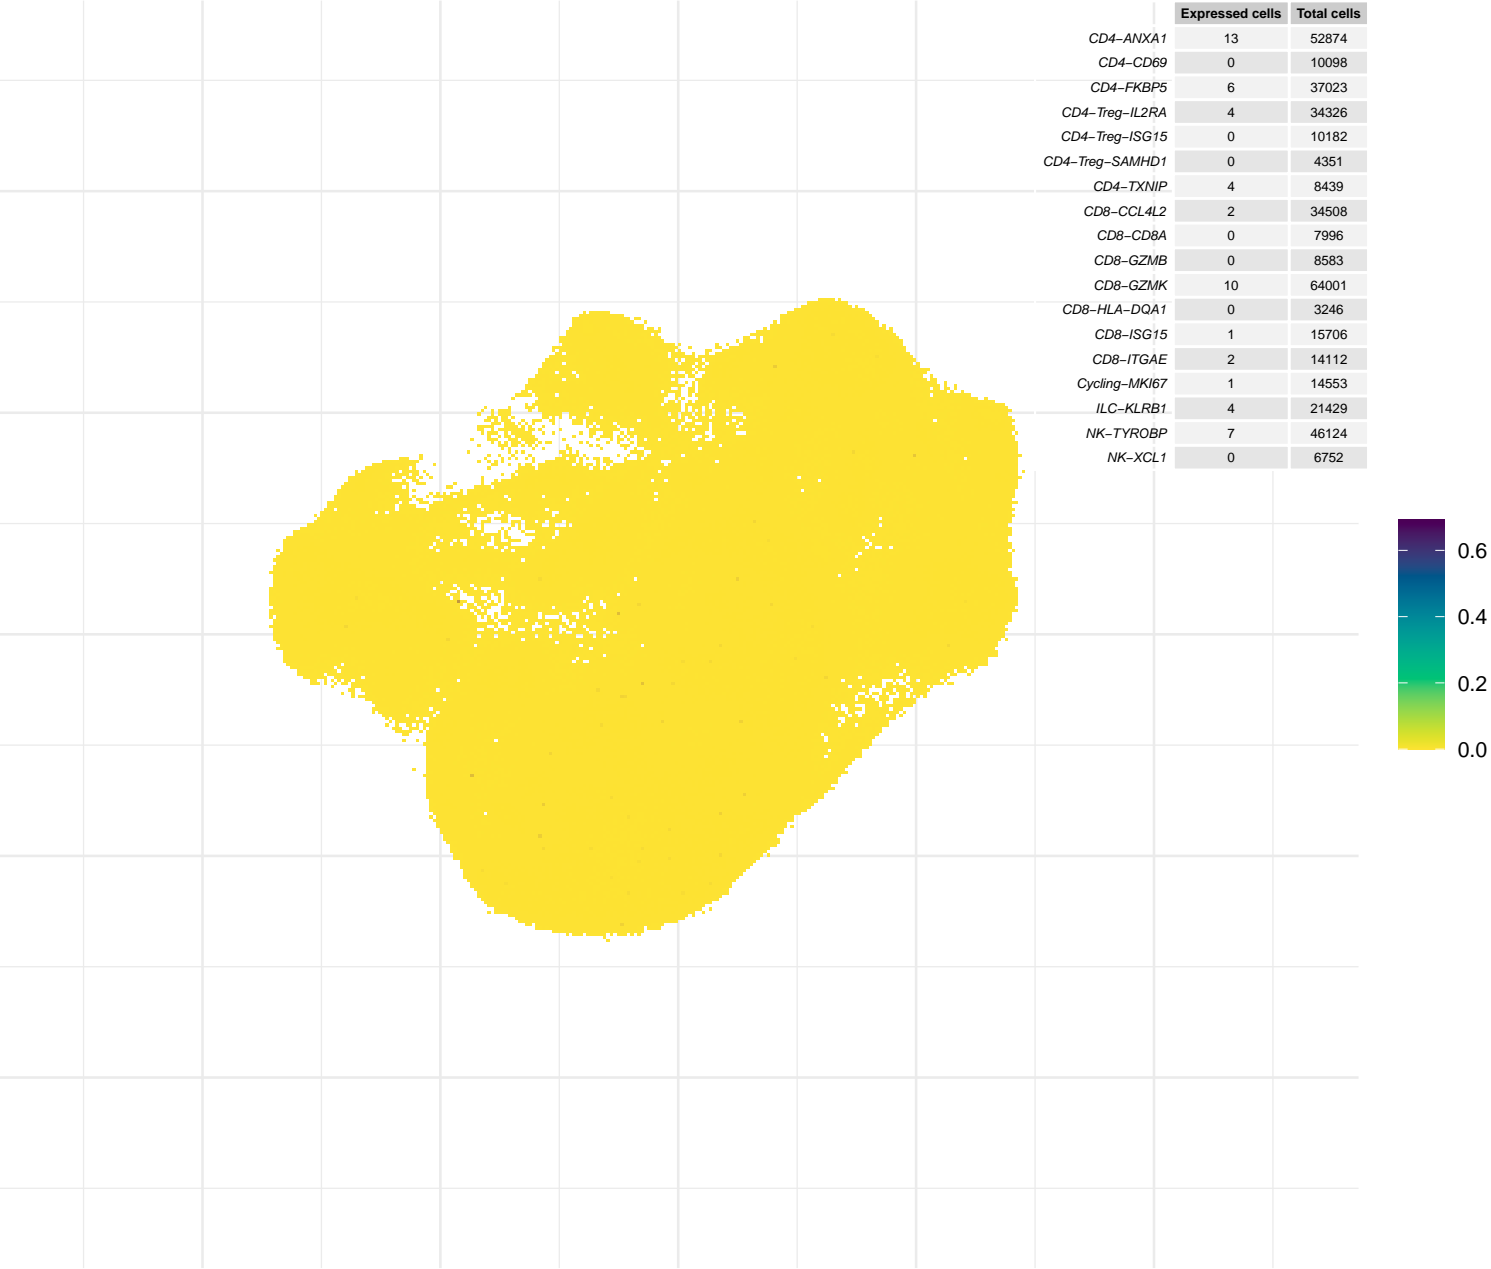 Expressed cells Total cells
CD4−ANXA1 13 52874
CD4−CD69 0 10098
CD4−FKBP5 6 37023
CD4−Treg−IL2RA 4 34326
CD4−Treg−ISG15 0 10182
CD4−Treg−SAMHD1 0 4351
CD4−TXNIP 4 8439
CD8−CCL4L2 2 34508
CD8−CD8A 0 7996
CD8−GZMB 0 8583
CD8−GZMK 10 64001
CD8−HLA−DQA1 0 3246
CD8−ISG15 1 15706
CD8−ITGAE 2 14112
Cycling−MKI67 1 14553
ILC−KLRB1 4 21429
NK−TYROBP 7 46124
NK−XCL1 0 6752
0.6
0.4
0.2
0.0